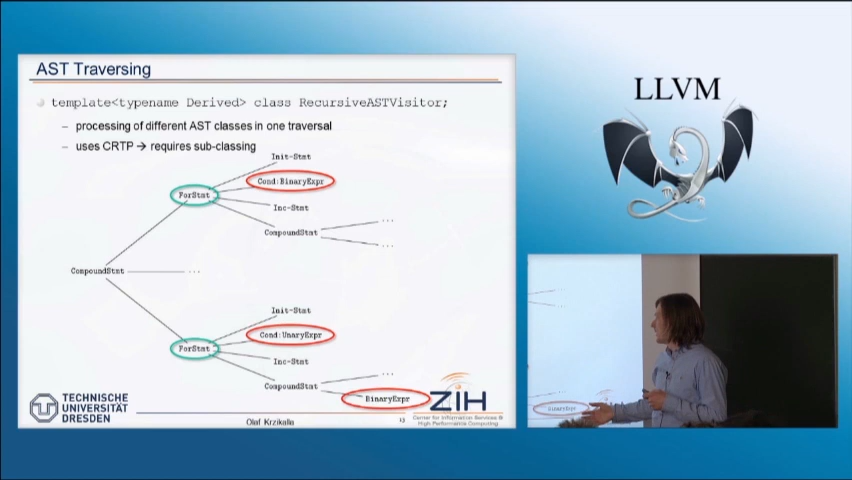 AST Traversing
template<typename Derived> class RecursiveASTVisitor;
– processing of different AST classes in one traversal
– uses CRTP → requires sub-classing
Init-Stmt
Cond:BinaryExpr
ForStmt
Inc-Stmt
CompoundStmt
...
...
CompoundStmt
...
Init-Stmt
Cond:UnaryExpr
ForStmt
Inc-Stmt
CompoundStmt
...
BinaryExpr
TECHNISCHE
UNIVERSITÄT
DRESDEN
Olaf Krzikalla
13
ZIH
Center for Information Services &
High Performance Computing
LLVM
BinaryExpr